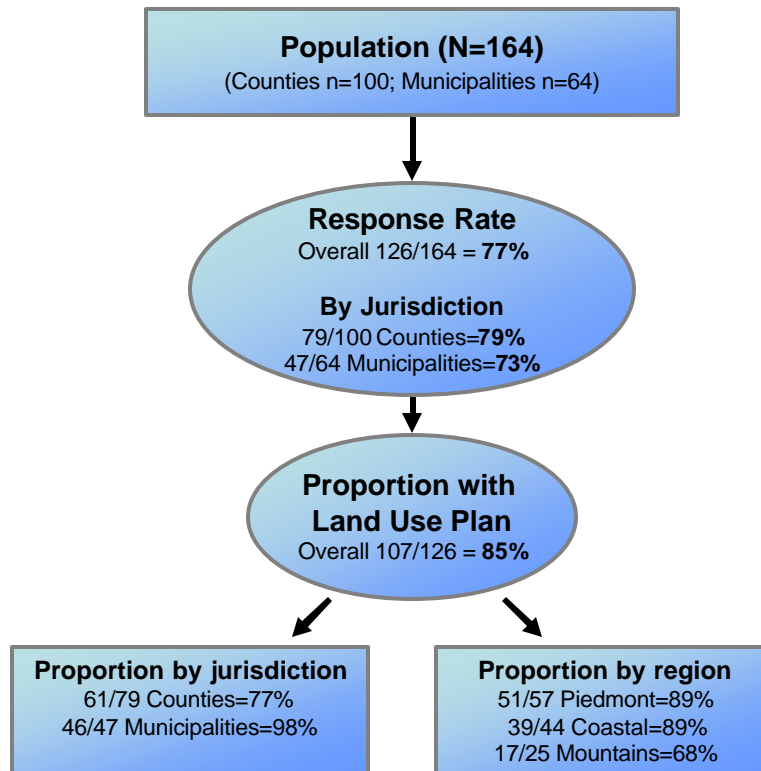 Population (N=164)
(Counties n=100; Municipalities n=64)
Response Rate
Overall 126/164 = 77%
By Jurisdiction
79/100 Counties=79%
47/64 Municipalities=73%
Proportion with
Land Use Plan
Overall 107/126 = 85%
Proportion by jurisdiction
61/79 Counties=77%
46/47 Municipalities=98%
Proportion by region
51/57 Piedmont=89%
39/44 Coastal=89%
17/25 Mountains=68%